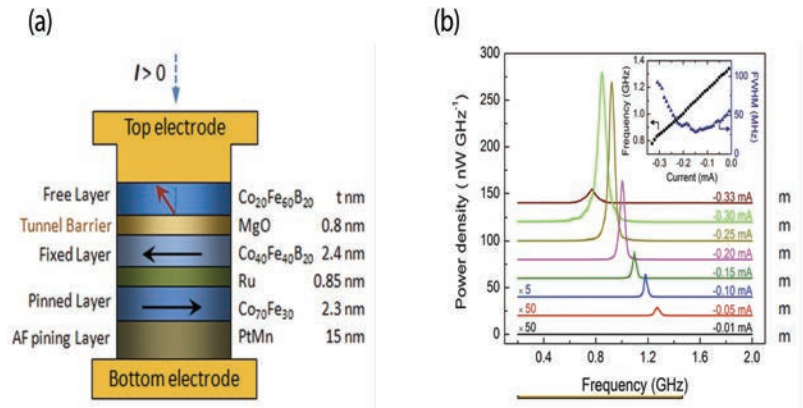 (a)
I > 0
Top electrode
Free Layer Co20Fe60B20 t nm
Tunnel Barrier MgO 0.8 nm
Fixed Layer Co40Fe40B20 2.4 nm
Ru 0.85 nm
Pinned Layer Co70Fe30 2.3 nm
AF pining Layer PtMn 15 nm
Bottom electrode
(b)
Power density ( nW GHz⁻¹)
300
250
200
150
100
50
0
Frequency (GHz)
1.4
1.2
1.0
0.8
FWHM (MHz)
100
50
0
-0.3 -0.2 -0.1 0.0
Current (mA)
-0.33 mA m
-0.30 mA
-0.25 mA m
-0.20 mA m
-0.15 mA m
× 5 -0.10 mA m
× 50 -0.05 mA m
× 50 -0.01 mA m
0.4 0.8 1.2 1.6 2.0
Frequency (GHz)